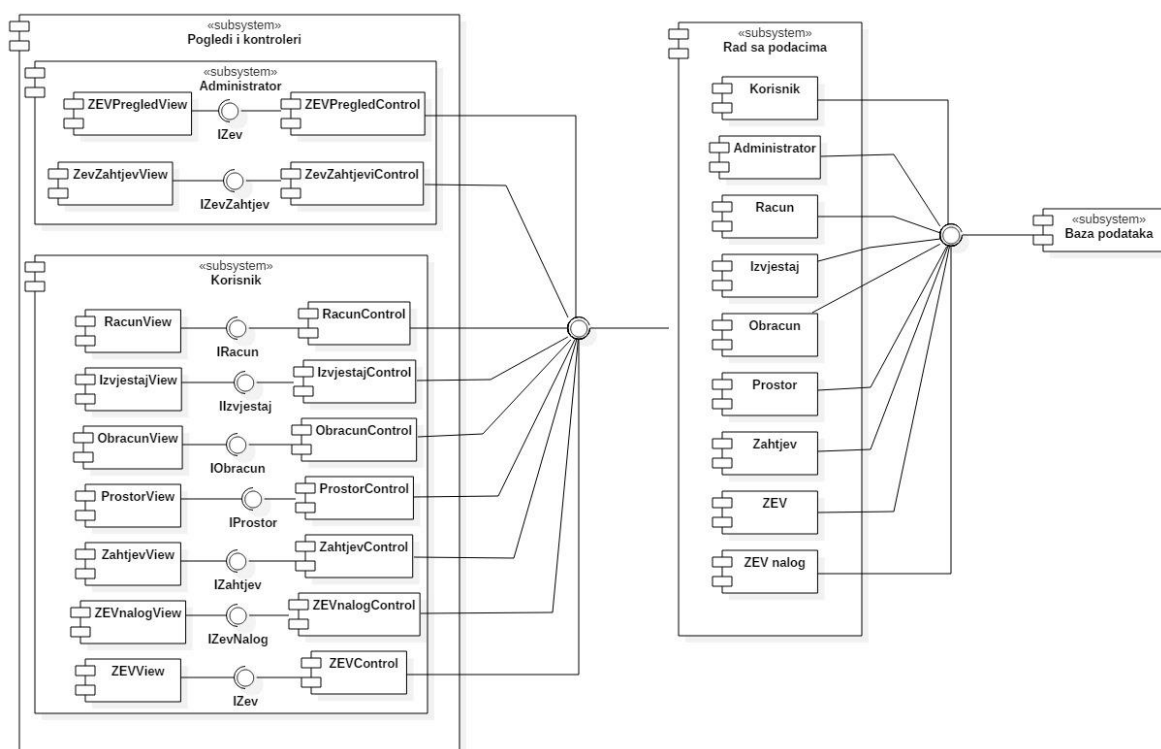 «subsystem»
Pogledi i kontroleri
«subsystem»
Administrator
ZEVPregledView
IZev
ZEVPregledControl
ZevZahtjevView
IZevZahtjev
ZevZahtjeviControl
«subsystem»
Korisnik
RacunView
IRacun
RacunControl
IzvjestajView
IIzvjestaj
IzvjestajControl
ObracunView
IObracun
ObracunControl
ProstorView
IProstor
ProstorControl
ZahtjevView
IZahtjev
ZahtjevControl
ZEVnalogView
IZevNalog
ZEVnalogControl
ZEVView
IZev
ZEVControl
«subsystem»
Rad sa podacima
Korisnik
Administrator
Racun
Izvjestaj
Obracun
Prostor
Zahtjev
ZEV
ZEV nalog
«subsystem»
Baza podataka